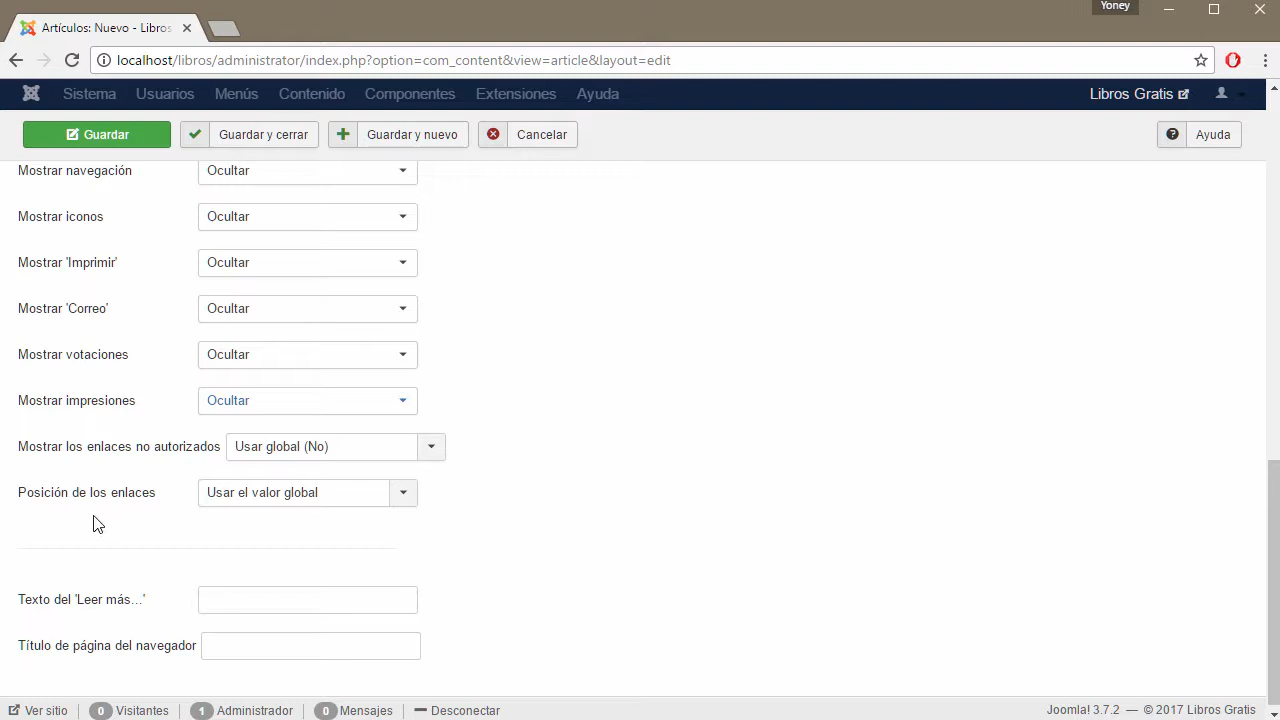 Yoney
Artículos: Nuevo - Libros
localhost/libros/administrator/index.php?option=com_content&view=article&layout=edit
Sistema Usuarios Menús Contenido Componentes Extensiones Ayuda Libros Gratis
Guardar Guardar y cerrar Guardar y nuevo Cancelar Ayuda
Mostrar navegación Ocultar
Mostrar iconos Ocultar
Mostrar 'Imprimir' Ocultar
Mostrar 'Correo' Ocultar
Mostrar votaciones Ocultar
Mostrar impresiones Ocultar
Mostrar los enlaces no autorizados Usar global (No)
Posición de los enlaces Usar el valor global
Texto del 'Leer más...'
Título de página del navegador
Ver sitio 0 Visitantes 1 Administrador 0 Mensajes Desconectar Joomla! 3.7.2 — © 2017 Libros Gratis